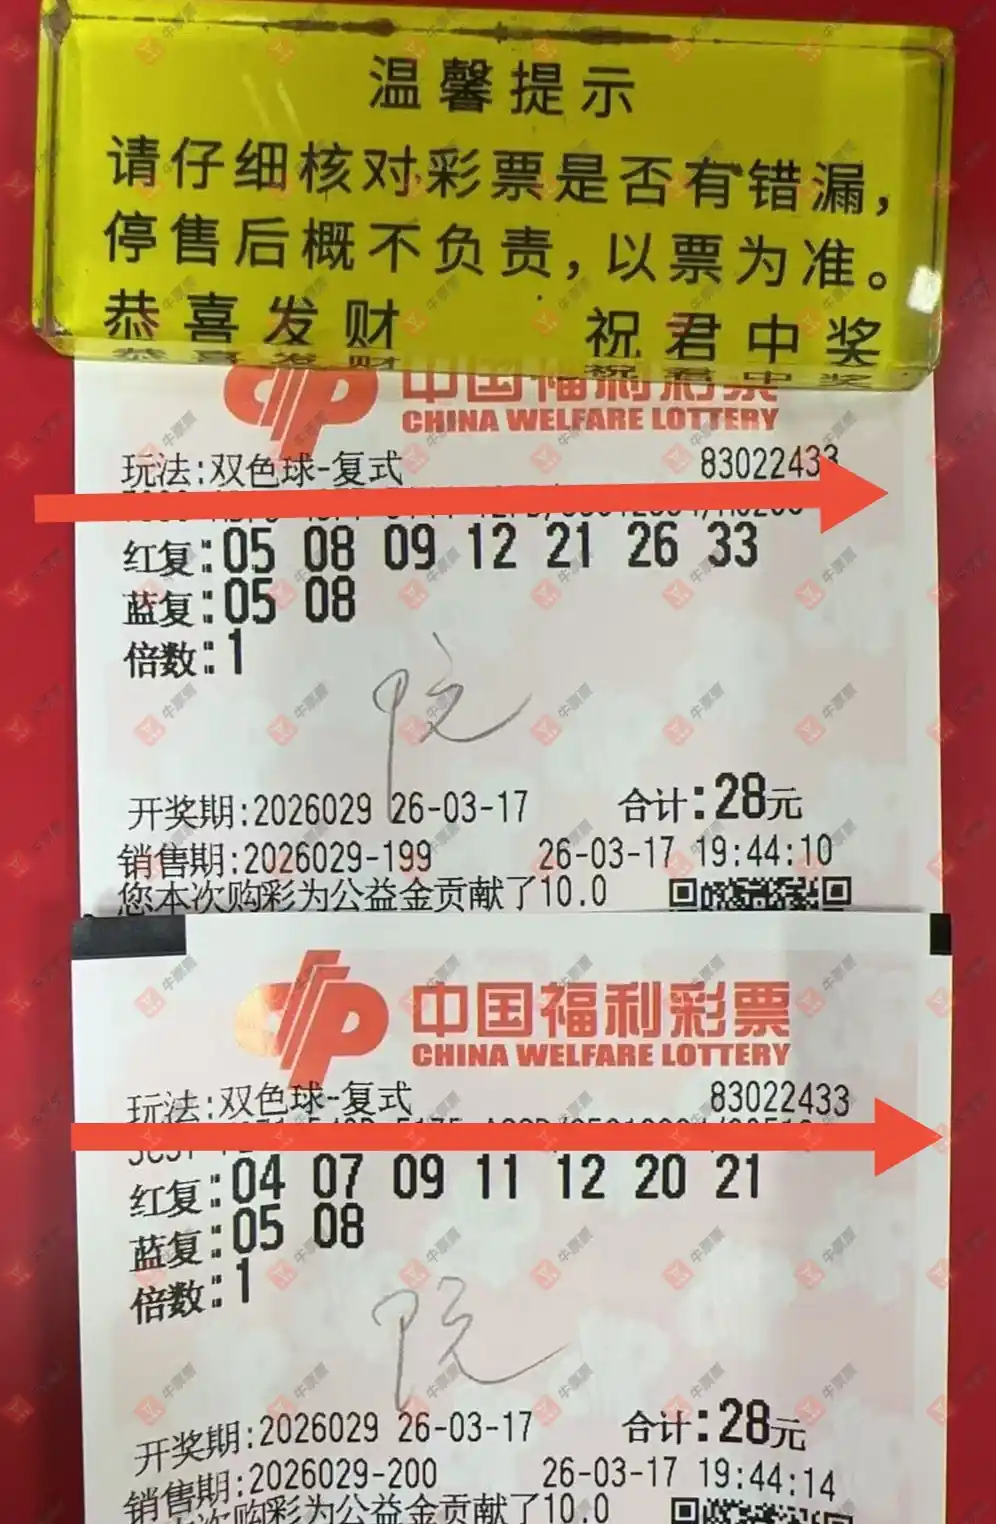 温馨提示
请仔细核对彩票是否有错漏，
停售后概不负责，以票为准。
恭喜发财 祝君中奖
中国福利彩票
CHINA WELFARE LOTTERY
玩法:双色球-复式 83022433
红复:05 08 09 12 21 26 33
蓝复:05 08
倍数:1
开奖期:2026029 26-03-17 合计:28元
销售期:2026029-199 26-03-17 19:44:10
您本次购彩为公益金贡献了10.0
中国福利彩票
CHINA WELFARE LOTTERY
玩法:双色球-复式 83022433
红复:04 07 09 11 12 20 21
蓝复:05 08
倍数:1
开奖期:2026029 26-03-17 合计:28元
销售期:2026029-200 26-03-17 19:44:14
您本次购彩为公益金贡献了10.0
牛票票